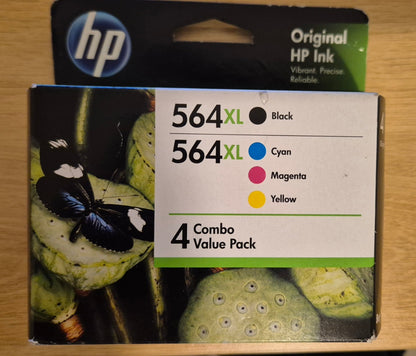 hp
Original
HP Ink
Vibrant. Precise.
Reliable.
564XL Black
564XL Cyan
Magenta
Yellow
4 Combo
Value Pack